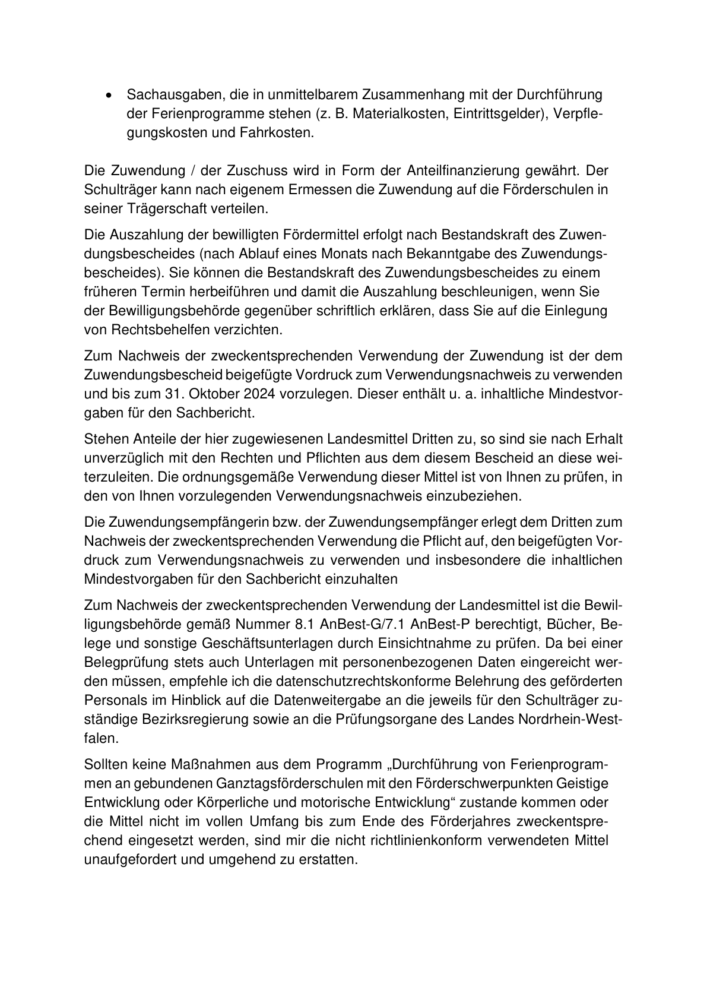 • Sachausgaben, die in unmittelbarem Zusammenhang mit der Durchführung
der Ferienprogramme stehen (z. B. Materialkosten, Eintrittsgelder), Verpfle-
gungskosten und Fahrkosten.
Die Zuwendung / der Zuschuss wird in Form der Anteilfinanzierung gewährt. Der
Schulträger kann nach eigenem Ermessen die Zuwendung auf die Förderschulen in
seiner Trägerschaft verteilen.
Die Auszahlung der bewilligten Fördermittel erfolgt nach Bestandskraft des Zuwen-
dungsbescheides (nach Ablauf eines Monats nach Bekanntgabe des Zuwendungs-
bescheides). Sie können die Bestandskraft des Zuwendungsbescheides zu einem
früheren Termin herbeiführen und damit die Auszahlung beschleunigen, wenn Sie
der Bewilligungsbehörde gegenüber schriftlich erklären, dass Sie auf die Einlegung
von Rechtsbehelfen verzichten.
Zum Nachweis der zweckentsprechenden Verwendung der Zuwendung ist der dem
Zuwendungsbescheid beigefügte Vordruck zum Verwendungsnachweis zu verwenden
und bis zum 31. Oktober 2024 vorzulegen. Dieser enthält u. a. inhaltliche Mindestvor-
gaben für den Sachbericht.
Stehen Anteile der hier zugewiesenen Landesmittel Dritten zu, so sind sie nach Erhalt
unverzüglich mit den Rechten und Pflichten aus dem diesem Bescheid an diese wei-
terzuleiten. Die ordnungsgemäße Verwendung dieser Mittel ist von Ihnen zu prüfen, in
den von Ihnen vorzulegenden Verwendungsnachweis einzubeziehen.
Die Zuwendungsempfängerin bzw. der Zuwendungsempfänger erlegt dem Dritten zum
Nachweis der zweckentsprechenden Verwendung die Pflicht auf, den beigefügten Vor-
druck zum Verwendungsnachweis zu verwenden und insbesondere die inhaltlichen
Mindestvorgaben für den Sachbericht einzuhalten
Zum Nachweis der zweckentsprechenden Verwendung der Landesmittel ist die Bewil-
ligungsbehörde gemäß Nummer 8.1 AnBest-G/7.1 AnBest-P berechtigt, Bücher, Be-
lege und sonstige Geschäftsunterlagen durch Einsichtnahme zu prüfen. Da bei einer
Belegprüfung stets auch Unterlagen mit personenbezogenen Daten eingereicht wer-
den müssen, empfehle ich die datenschutzrechtskonforme Belehrung des geförderten
Personals im Hinblick auf die Datenweitergabe an die jeweils für den Schulträger zu-
ständige Bezirksregierung sowie an die Prüfungsorgane des Landes Nordrhein-West-
falen.
Sollten keine Maßnahmen aus dem Programm „Durchführung von Ferienprogram-
men an gebundenen Ganztagsförderschulen mit den Förderschwerpunkten Geistige
Entwicklung oder Körperliche und motorische Entwicklung“ zustande kommen oder
die Mittel nicht im vollen Umfang bis zum Ende des Förderjahres zweckentspre-
chend eingesetzt werden, sind mir die nicht richtlinienkonform verwendeten Mittel
unaufgefordert und umgehend zu erstatten.